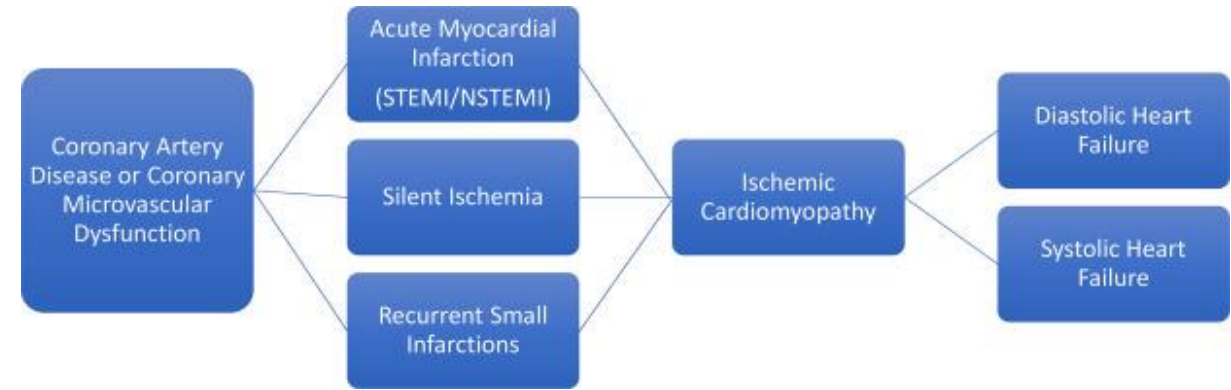 Coronary Artery
Disease or Coronary
Microvascular
Dysfunction
Acute Myocardial
Infarction
(STEMI/NSTEMI)
Silent Ischemia
Recurrent Small
Infarctions
Ischemic
Cardiomyopathy
Diastolic Heart
Failure
Systolic Heart
Failure